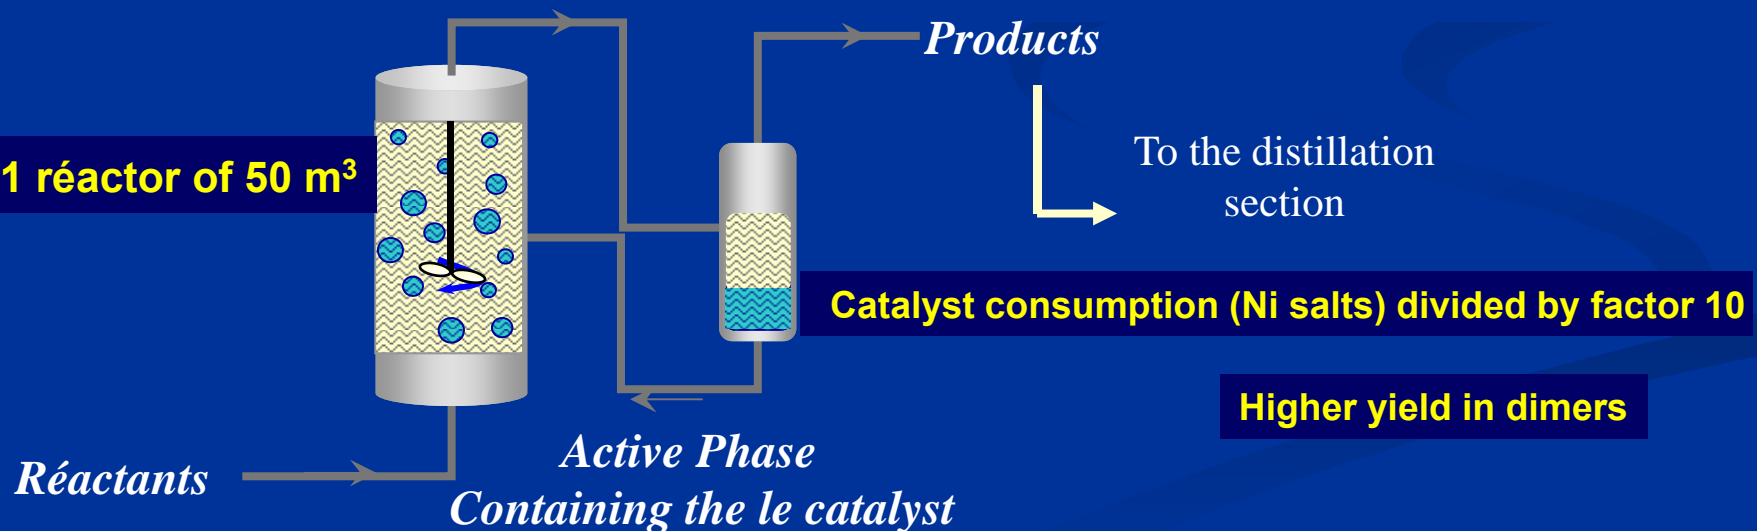 Products
To the distillation
section
1 réactor of 50 m³
Catalyst consumption (Ni salts) divided by factor 10
Higher yield in dimers
Active Phase
Containing the le catalyst
Réactants